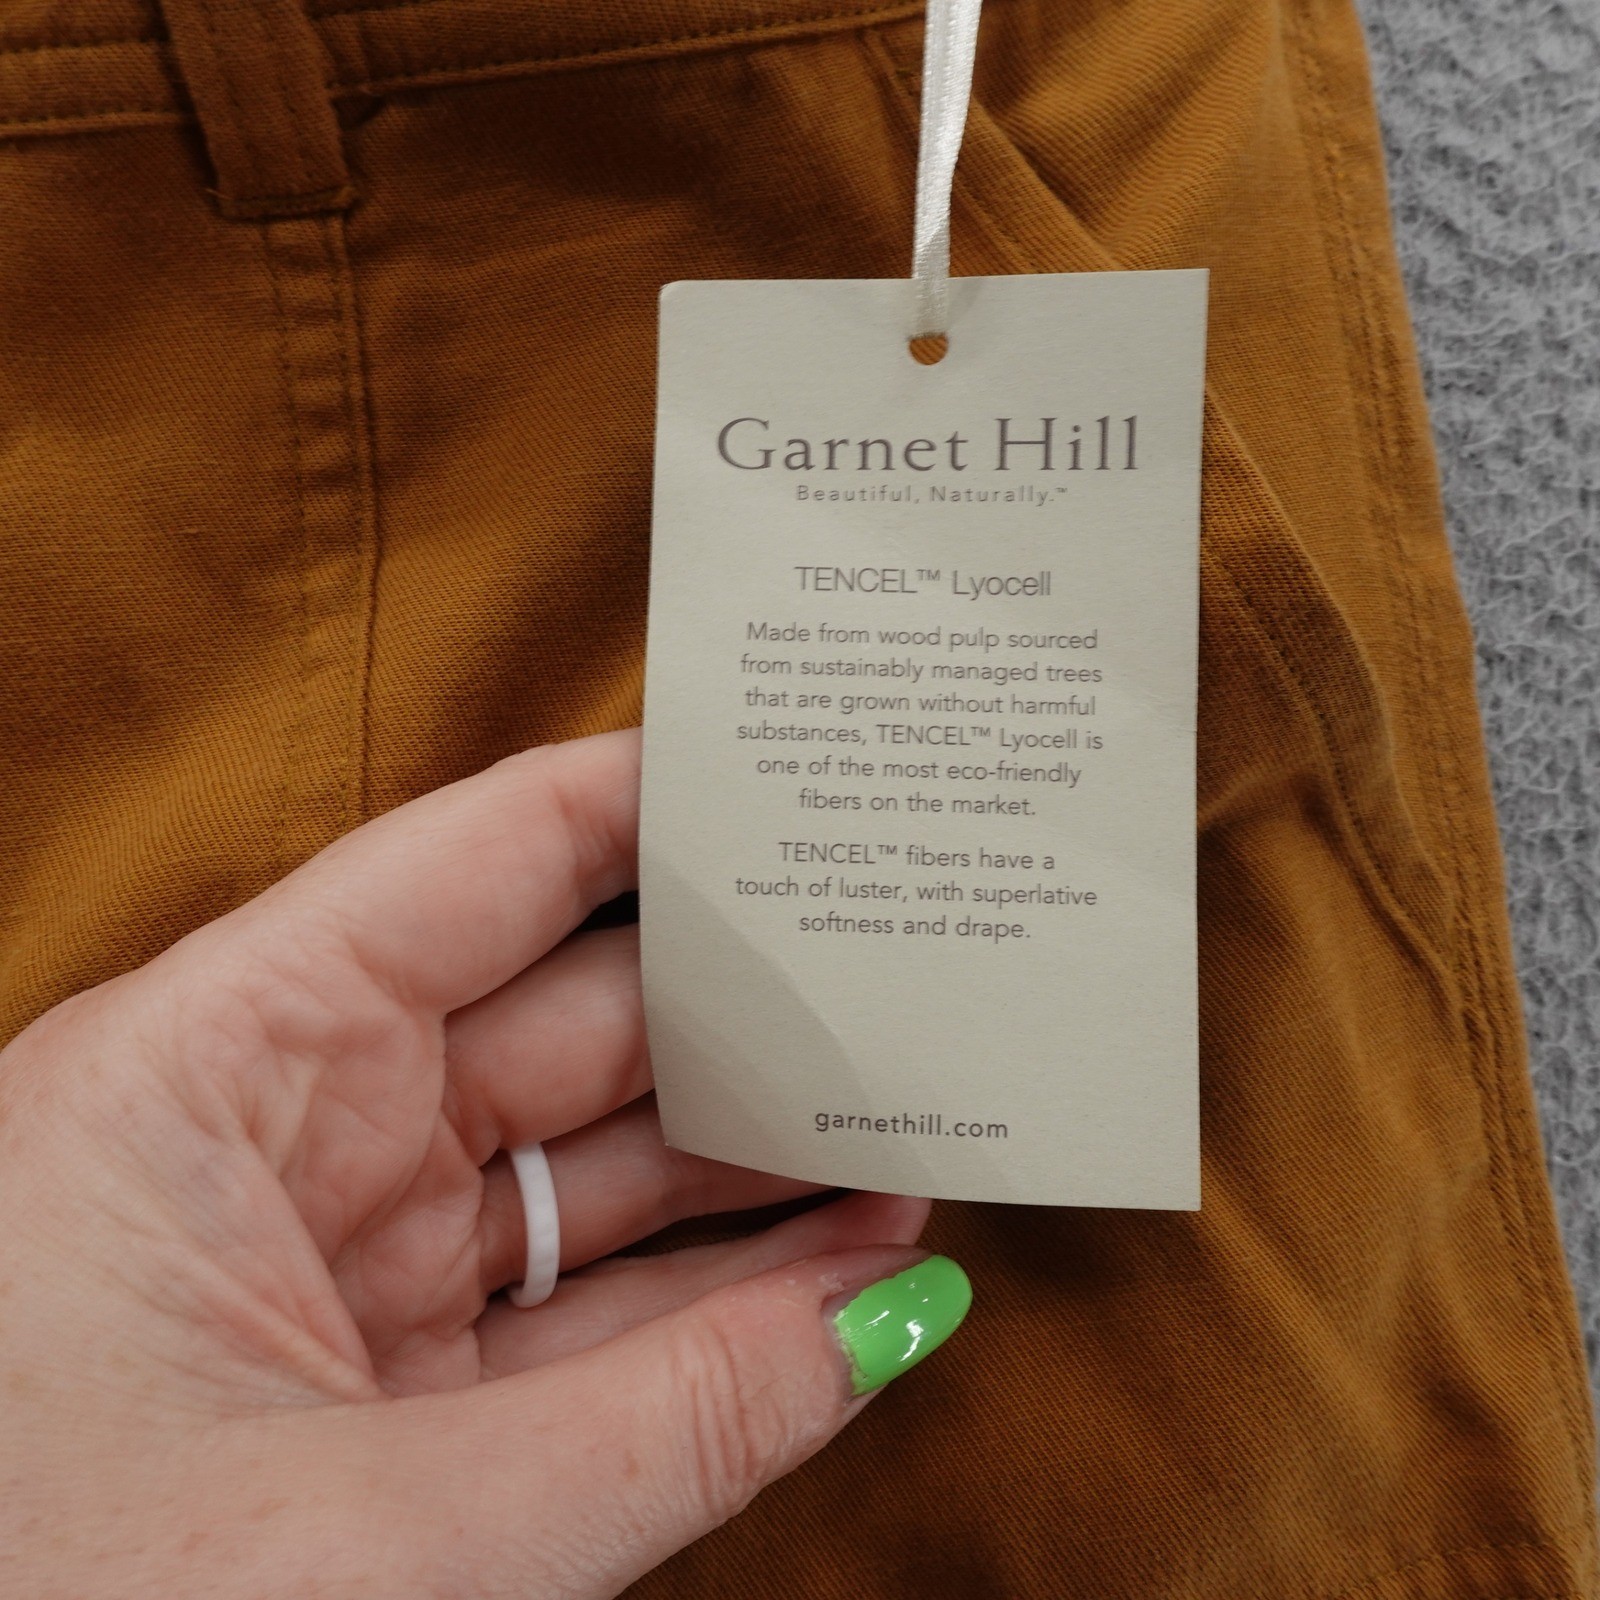 Garnet Hill
Beautiful, Naturally.™
TENCEL™ Lyocell
Made from wood pulp sourced
from sustainably managed trees
that are grown without harmful
substances, TENCEL™ Lyocell is
one of the most eco-friendly
fibers on the market.
TENCEL™ fibers have a
touch of luster, with superlative
softness and drape.
garnethill.com